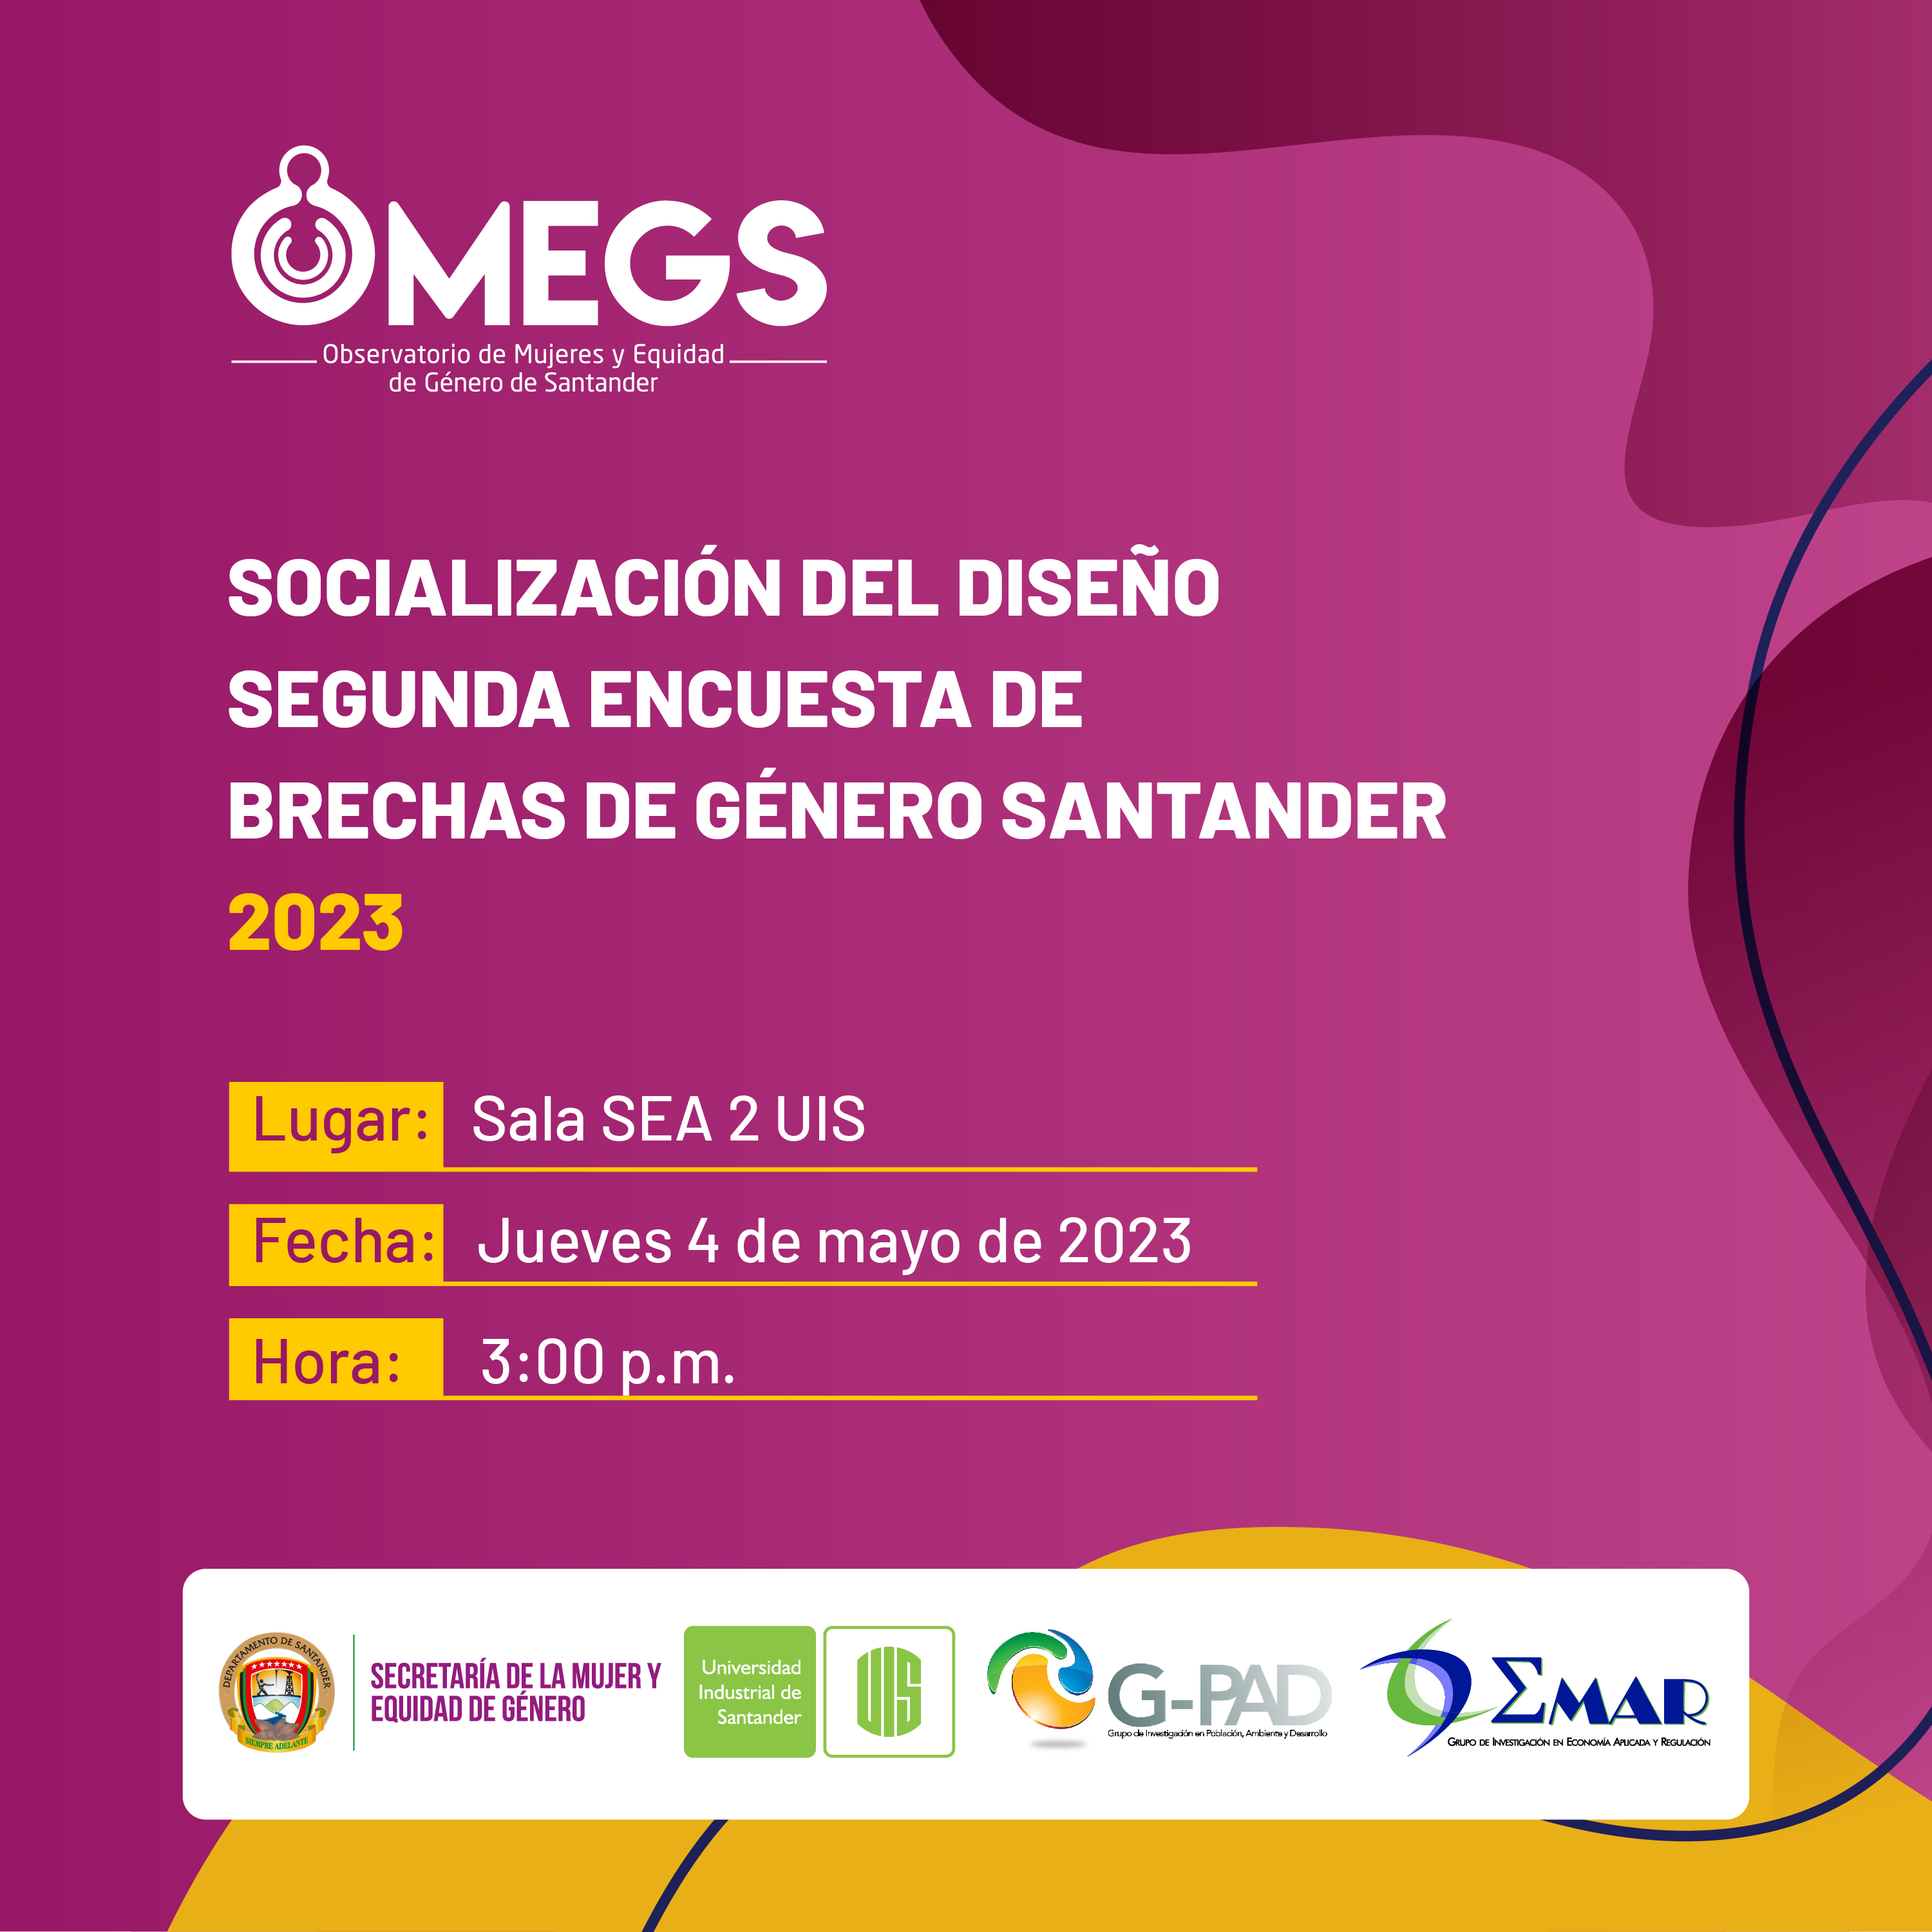 OMEGS
Observatorio de Mujeres y Equidad
de Género de Santander
SOCIALIZACIÓN DEL DISEÑO
SEGUNDA ENCUESTA DE
BRECHAS DE GÉNERO SANTANDER
2023
Lugar: Sala SEA 2 UIS
Fecha: Jueves 4 de mayo de 2023
Hora: 3:00 p.m.
DEPARTAMENTO DE SANTANDER
SIEMPRE ADELANTE
SECRETARÍA DE LA MUJER Y
EQUIDAD DE GÉNERO
Universidad
Industrial de
Santander
UIS
G-PAD
Grupo de Investigación en Población, Ambiente y Desarrollo
ΣMAR
GRUPO DE INVESTIGACIÓN EN ECONOMÍA APLICADA Y REGULACIÓN